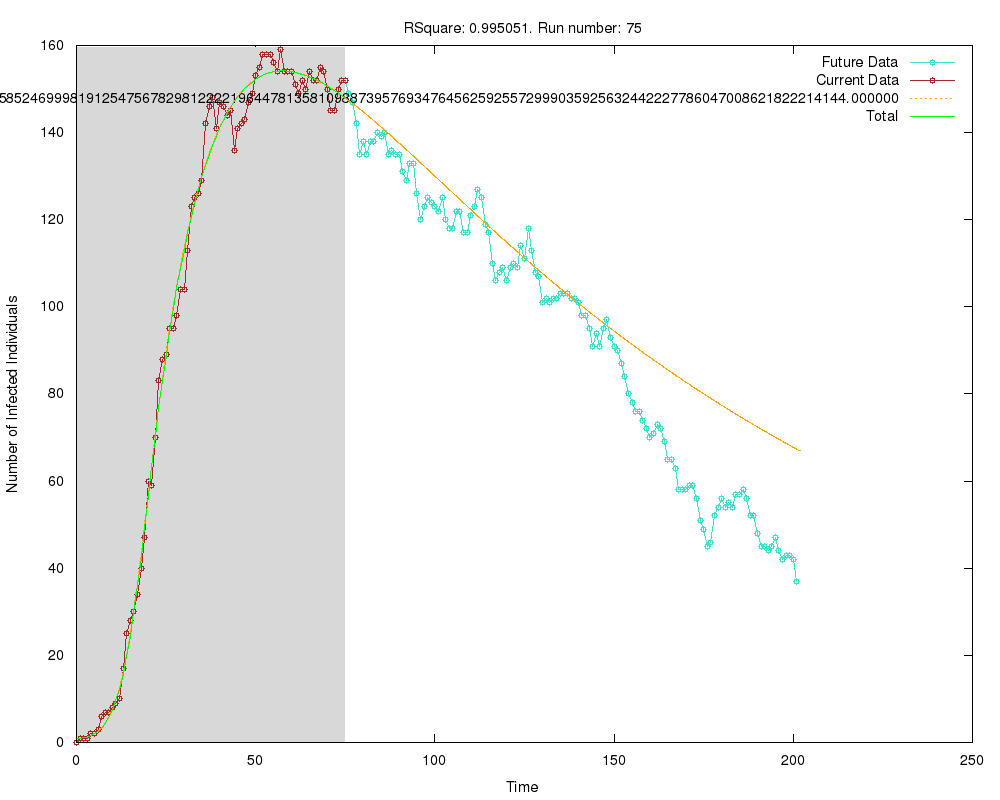 RSquare: 0.995051. Run number: 75
160
140
120
100
80
60
40
20
0
0
50
100
150
200
250
Number of Infected Individuals
Time
Future Data
Current Data
Total